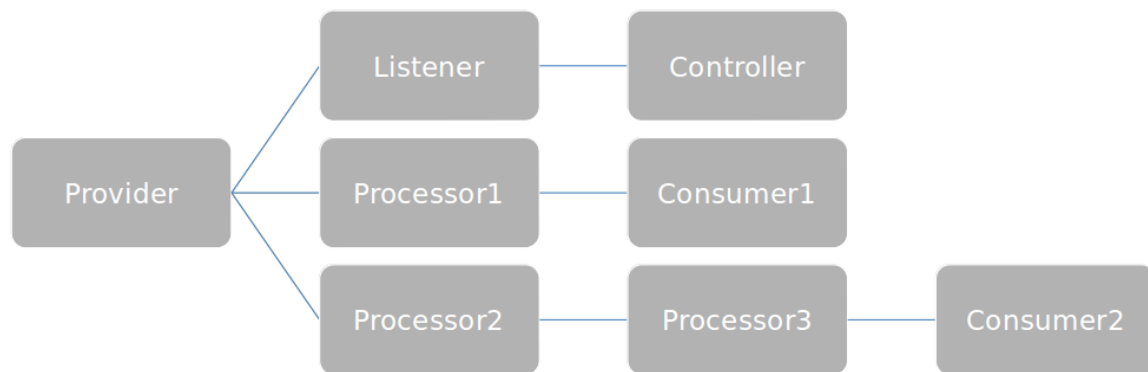 Listener
Controller
Provider
Processor1
Consumer1
Processor2
Processor3
Consumer2